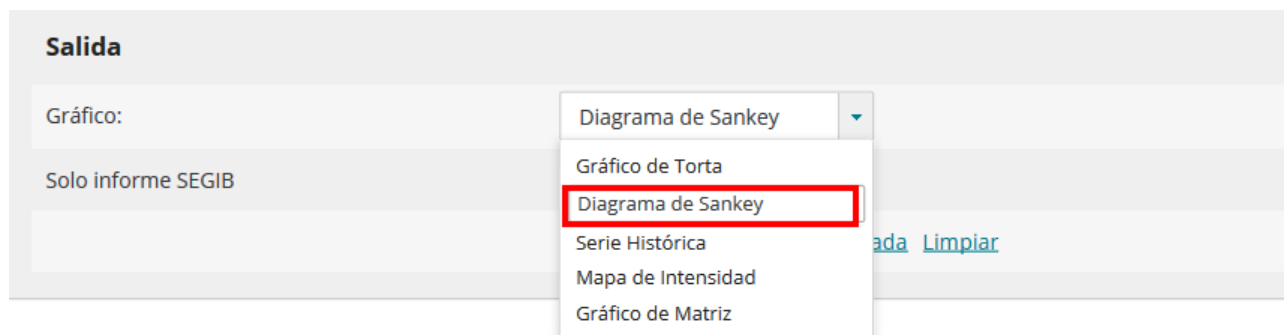 Salida
Gráfico:
Diagrama de Sankey
Gráfico de Torta
Solo informe SEGIB
Diagrama de Sankey
Serie Histórica
Limpiar
Mapa de Intensidad
Gráfico de Matriz